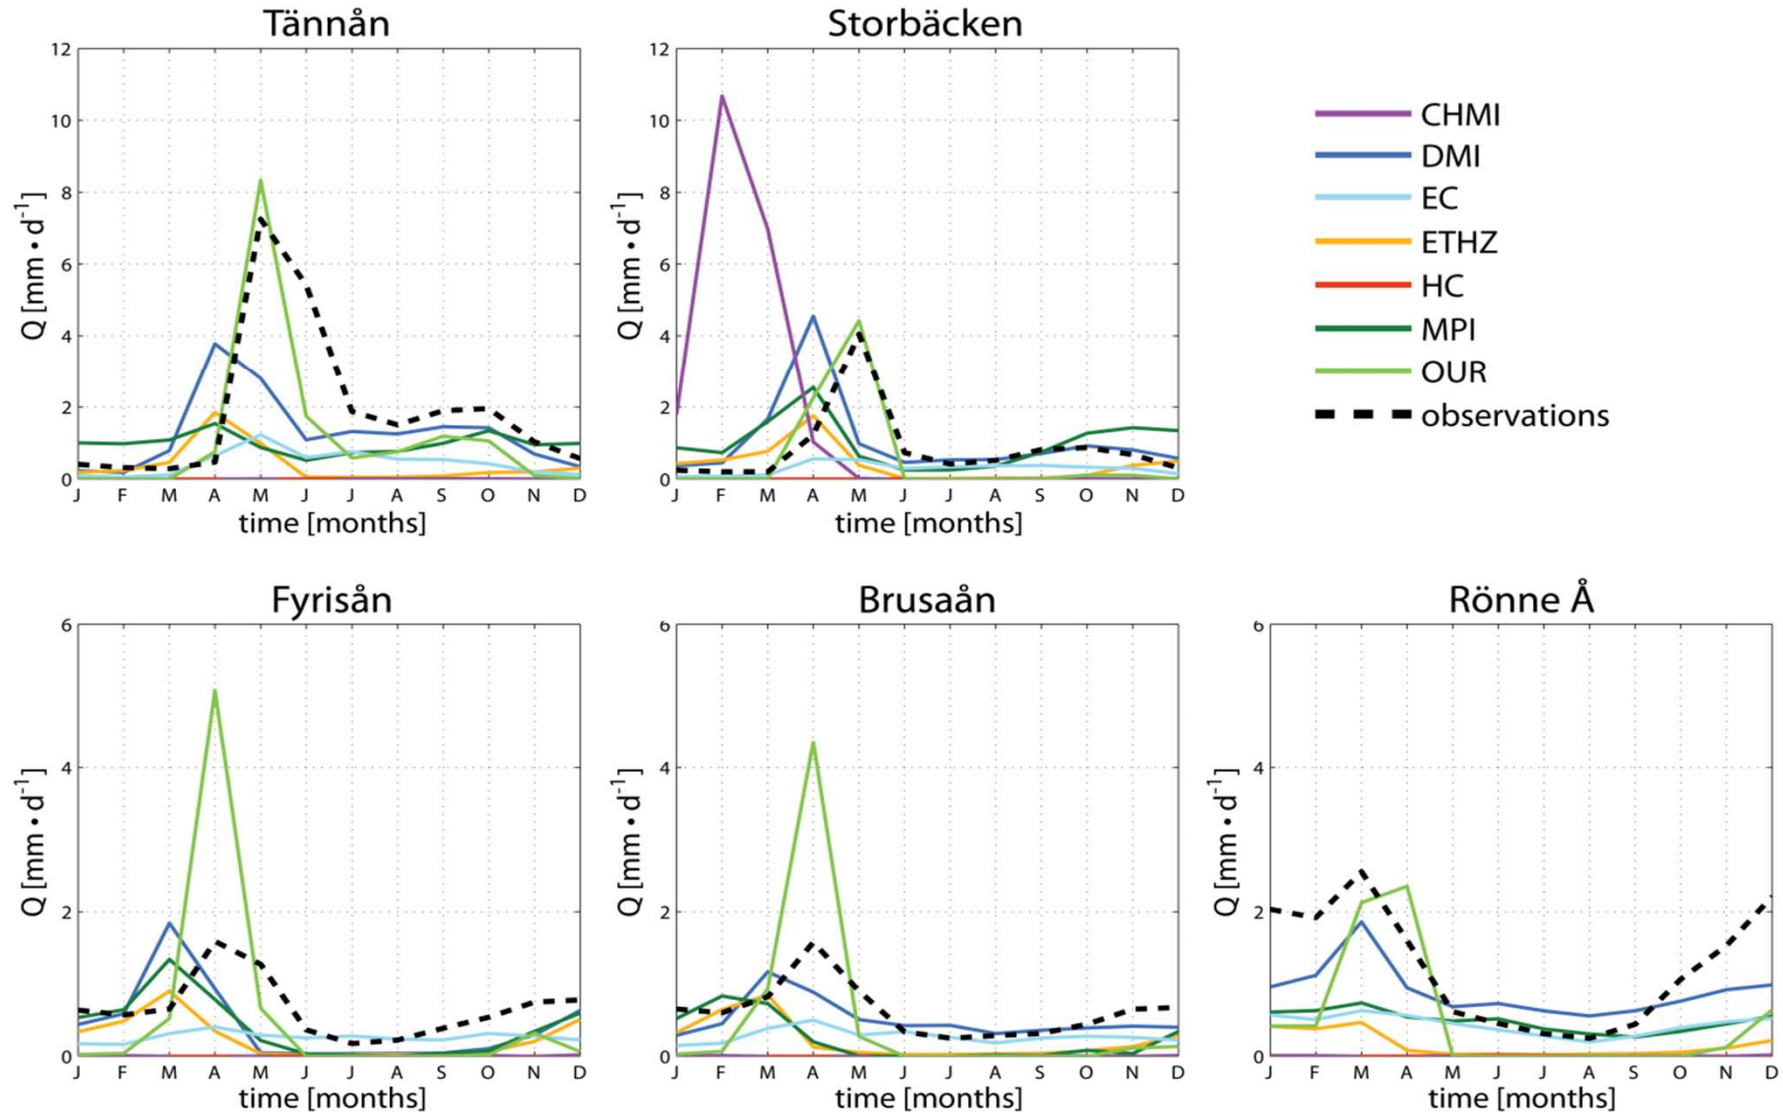 Tännån
12
10
8
6
4
2
0
Q [mm • d-1]
J F M A M J J A S O N D
time [months]
Storbäcken
12
10
8
6
4
2
0
Q [mm • d-1]
J F M A M J J A S O N D
time [months]
CHMI
DMI
EC
ETHZ
HC
MPI
OUR
observations
Fyrisån
6
4
2
0
Q [mm • d-1]
J F M A M J J A S O N D
time [months]
Brusaån
6
4
2
0
Q [mm • d-1]
J F M A M J J A S O N D
time [months]
Rönne Å
6
4
2
0
Q [mm • d-1]
J F M A M J J A S O N D
time [months]